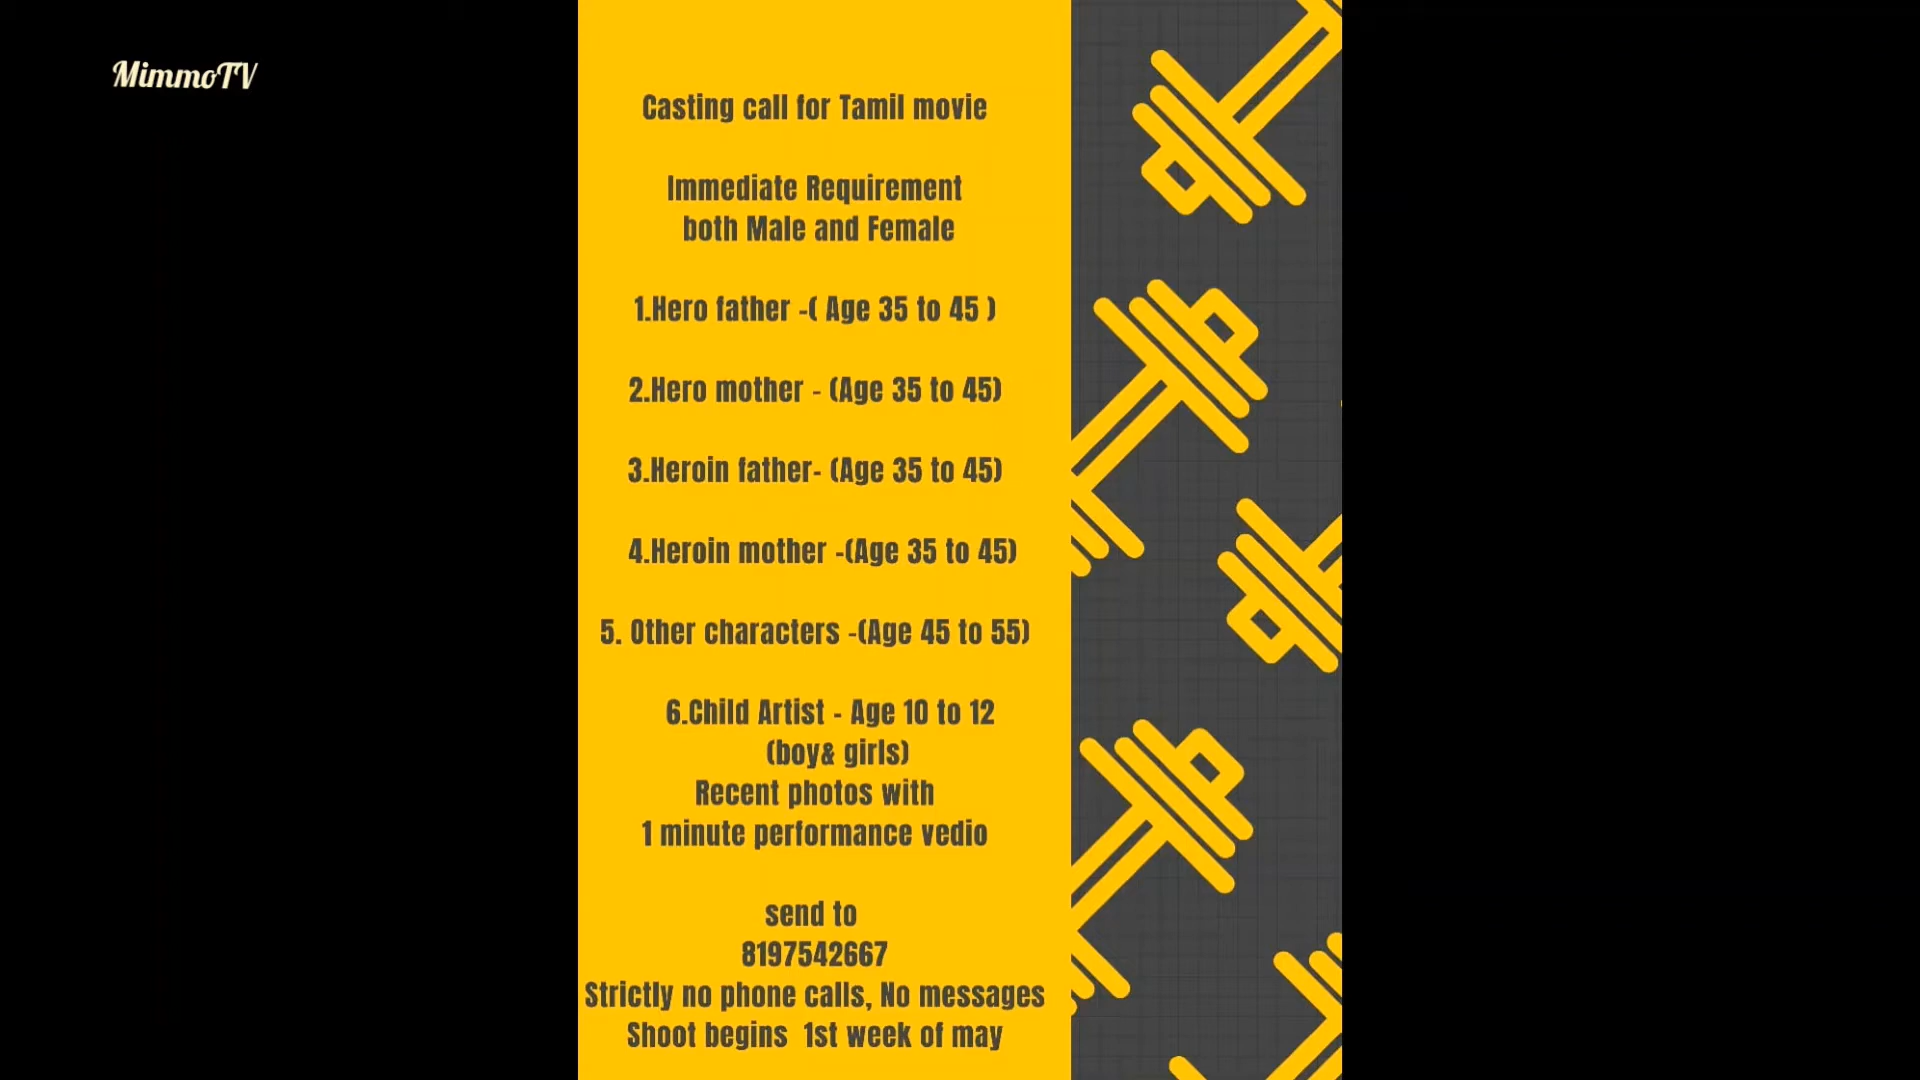 MimmoTV
Casting call for Tamil movie
Immediate Requirement
both Male and Female
1.Hero father -( Age 35 to 45 )
2.Hero mother - (Age 35 to 45)
3.Heroin father- (Age 35 to 45)
4.Heroin mother -(Age 35 to 45)
5. Other characters -(Age 45 to 55)
6.Child Artist - Age 10 to 12
(boy& girls)
Recent photos with
1 minute performance vedio
send to
8197542667
Strictly no phone calls, No messages
Shoot begins  1st week of may